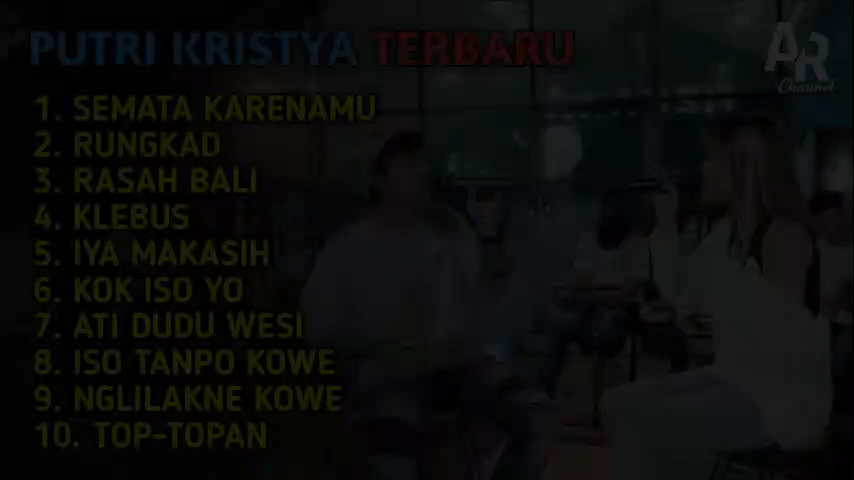 PUTRI KRISTYA TERBARU
AR
Channel
1. SEMATA KARENAMU
2. RUNGKAD
3. RASAH BALI
4. KLEBUS
5. IYA MAKASIH
6. KOK ISO YO
7. ATI DUDU WESI
8. ISO TANPO KOWE
9. NGLILAKNE KOWE
10. TOP-TOPAN